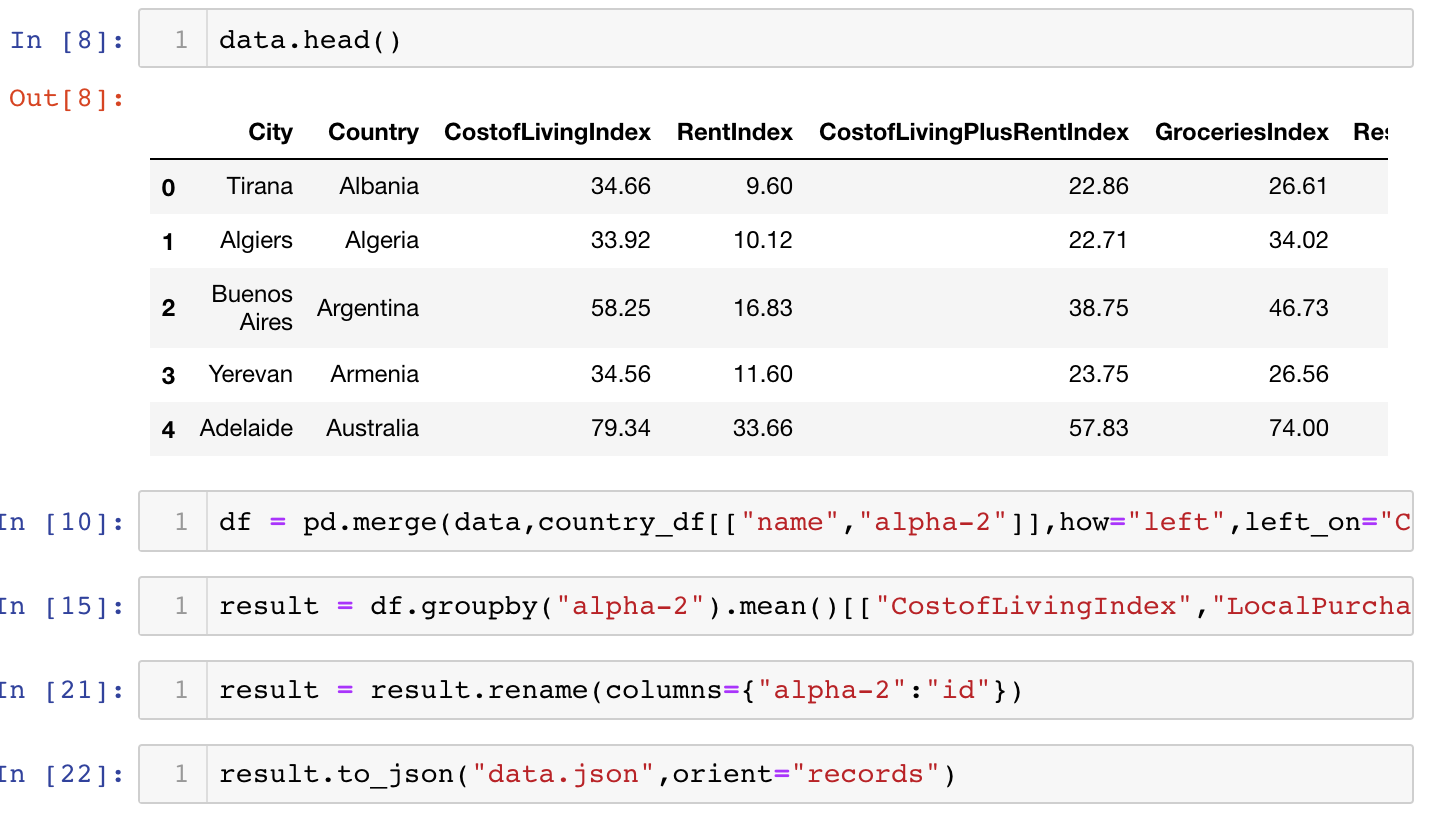 In [8]: 1 data.head()
Out[8]:
City Country CostofLivingIndex RentIndex CostofLivingPlusRentIndex GroceriesIndex
0 Tirana Albania 34.66 9.60 22.86 26.61
1 Algiers Algeria 33.92 10.12 22.71 34.02
2 Buenos Aires Argentina 58.25 16.83 38.75 46.73
3 Yerevan Armenia 34.56 11.60 23.75 26.56
4 Adelaide Australia 79.34 33.66 57.83 74.00
In [10]: 1 df = pd.merge(data,country_df[["name","alpha-2"]],how="left",left_on="C
In [15]: 1 result = df.groupby("alpha-2").mean()[["CostofLivingIndex","LocalPurcha
In [21]: 1 result = result.rename(columns={"alpha-2":"id"})
In [22]: 1 result.to_json("data.json",orient="records")